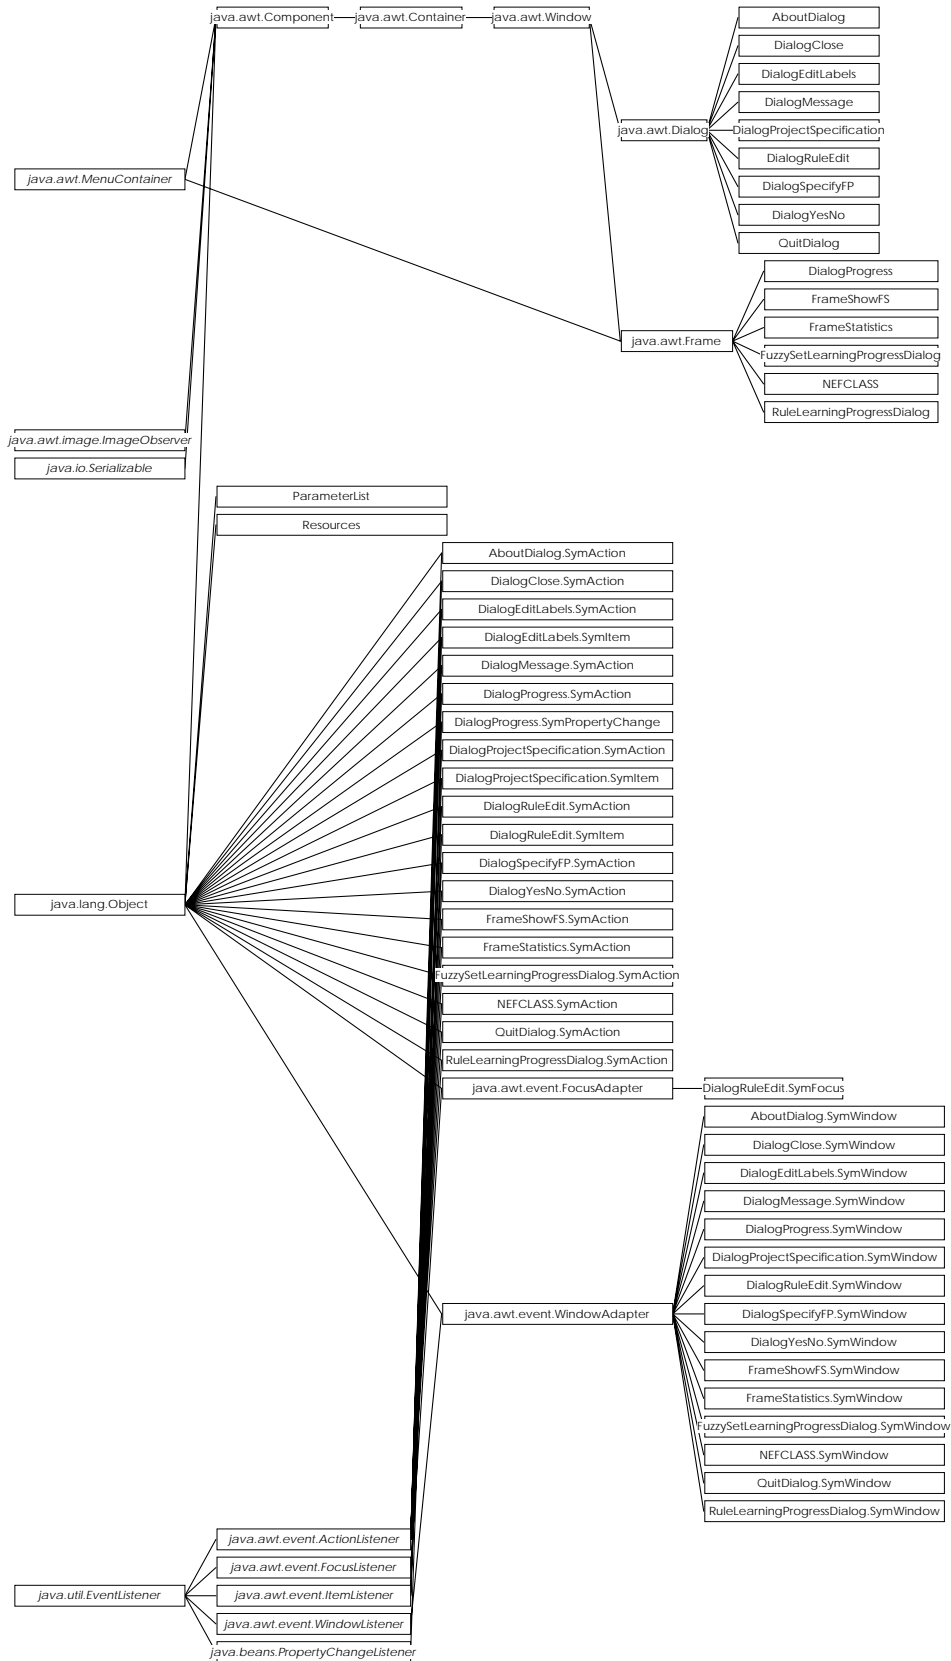 java.awt.Component
java.awt.Container
java.awt.Window
AboutDialog
DialogClose
DialogEditLabels
DialogMessage
java.awt.Dialog
DialogProjectSpecification
DialogRuleEdit
java.awt.MenuContainer
DialogSpecifyFP
DialogYesNo
QuitDialog
DialogProgress
FrameShowFS
FrameStatistics
java.awt.Frame
FuzzySetLearningProgressDialog
NEFCLASS
RuleLearningProgressDialog
java.awt.image.ImageObserver
java.io.Serializable
ParameterList
Resources
AboutDialog.SymAction
DialogClose.SymAction
DialogEditLabels.SymAction
DialogEditLabels.SymItem
DialogMessage.SymAction
DialogProgress.SymAction
DialogProgress.SymPropertyChange
DialogProjectSpecification.SymAction
DialogProjectSpecification.SymItem
DialogRuleEdit.SymAction
DialogRuleEdit.SymItem
DialogSpecifyFP.SymAction
DialogYesNo.SymAction
java.lang.Object
FrameShowFS.SymAction
FrameStatistics.SymAction
FuzzySetLearningProgressDialog.SymAction
NEFCLASS.SymAction
QuitDialog.SymAction
RuleLearningProgressDialog.SymAction
java.awt.event.FocusAdapter
DialogRuleEdit.SymFocus
AboutDialog.SymWindow
DialogClose.SymWindow
DialogEditLabels.SymWindow
DialogMessage.SymWindow
DialogProgress.SymWindow
DialogProjectSpecification.SymWindow
DialogRuleEdit.SymWindow
java.awt.event.WindowAdapter
DialogSpecifyFP.SymWindow
DialogYesNo.SymWindow
FrameShowFS.SymWindow
FrameStatistics.SymWindow
FuzzySetLearningProgressDialog.SymWindow
NEFCLASS.SymWindow
QuitDialog.SymWindow
RuleLearningProgressDialog.SymWindow
java.awt.event.ActionListener
java.awt.event.FocusListener
java.util.EventListener
java.awt.event.ItemListener
java.awt.event.WindowListener
java.beans.PropertyChangeListener